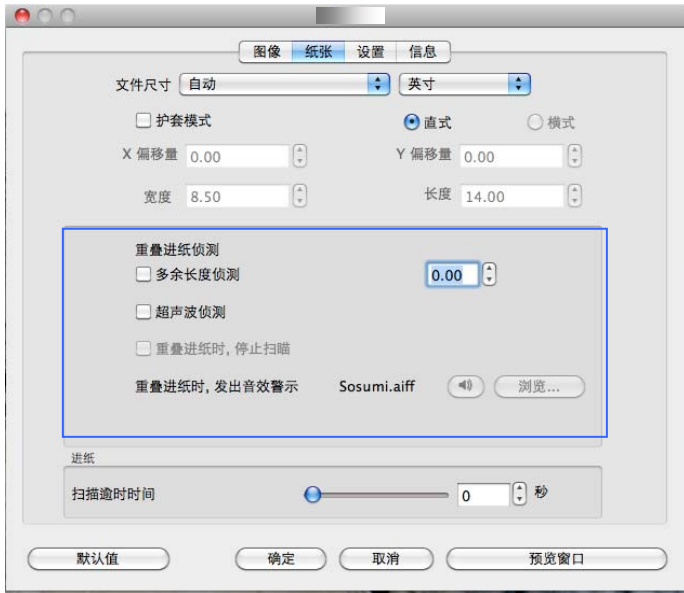 图像 纸张 设置 信息
文件尺寸 自动 英寸
护套模式 直式 横式
X 偏移量 0.00 Y 偏移量 0.00
宽度 8.50 长度 14.00
重叠进纸侦测
多余长度侦测 0.00
超声波侦测
重叠进纸时, 停止扫瞄
重叠进纸时, 发出音效警示 Sosumi.aiff 浏览...
进纸
扫描逾时时间 0 秒
默认值 确定 取消 预览窗口